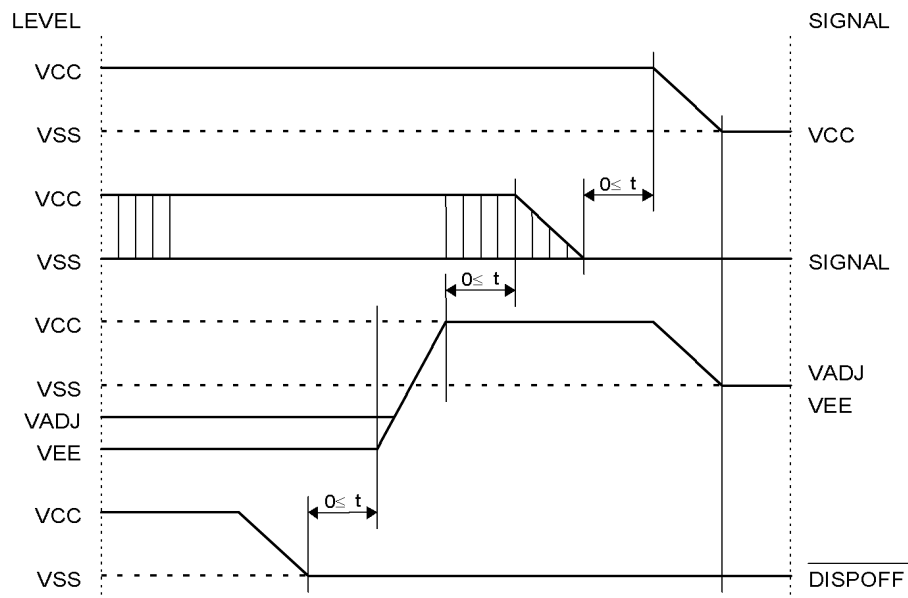 LEVEL SIGNAL
VCC
VSS VCC
0≤ t
VCC
VSS SIGNAL
0≤ t
VCC
VSS VADJ
VADJ VEE
VEE
0≤ t
VCC
VSS DISPOFF